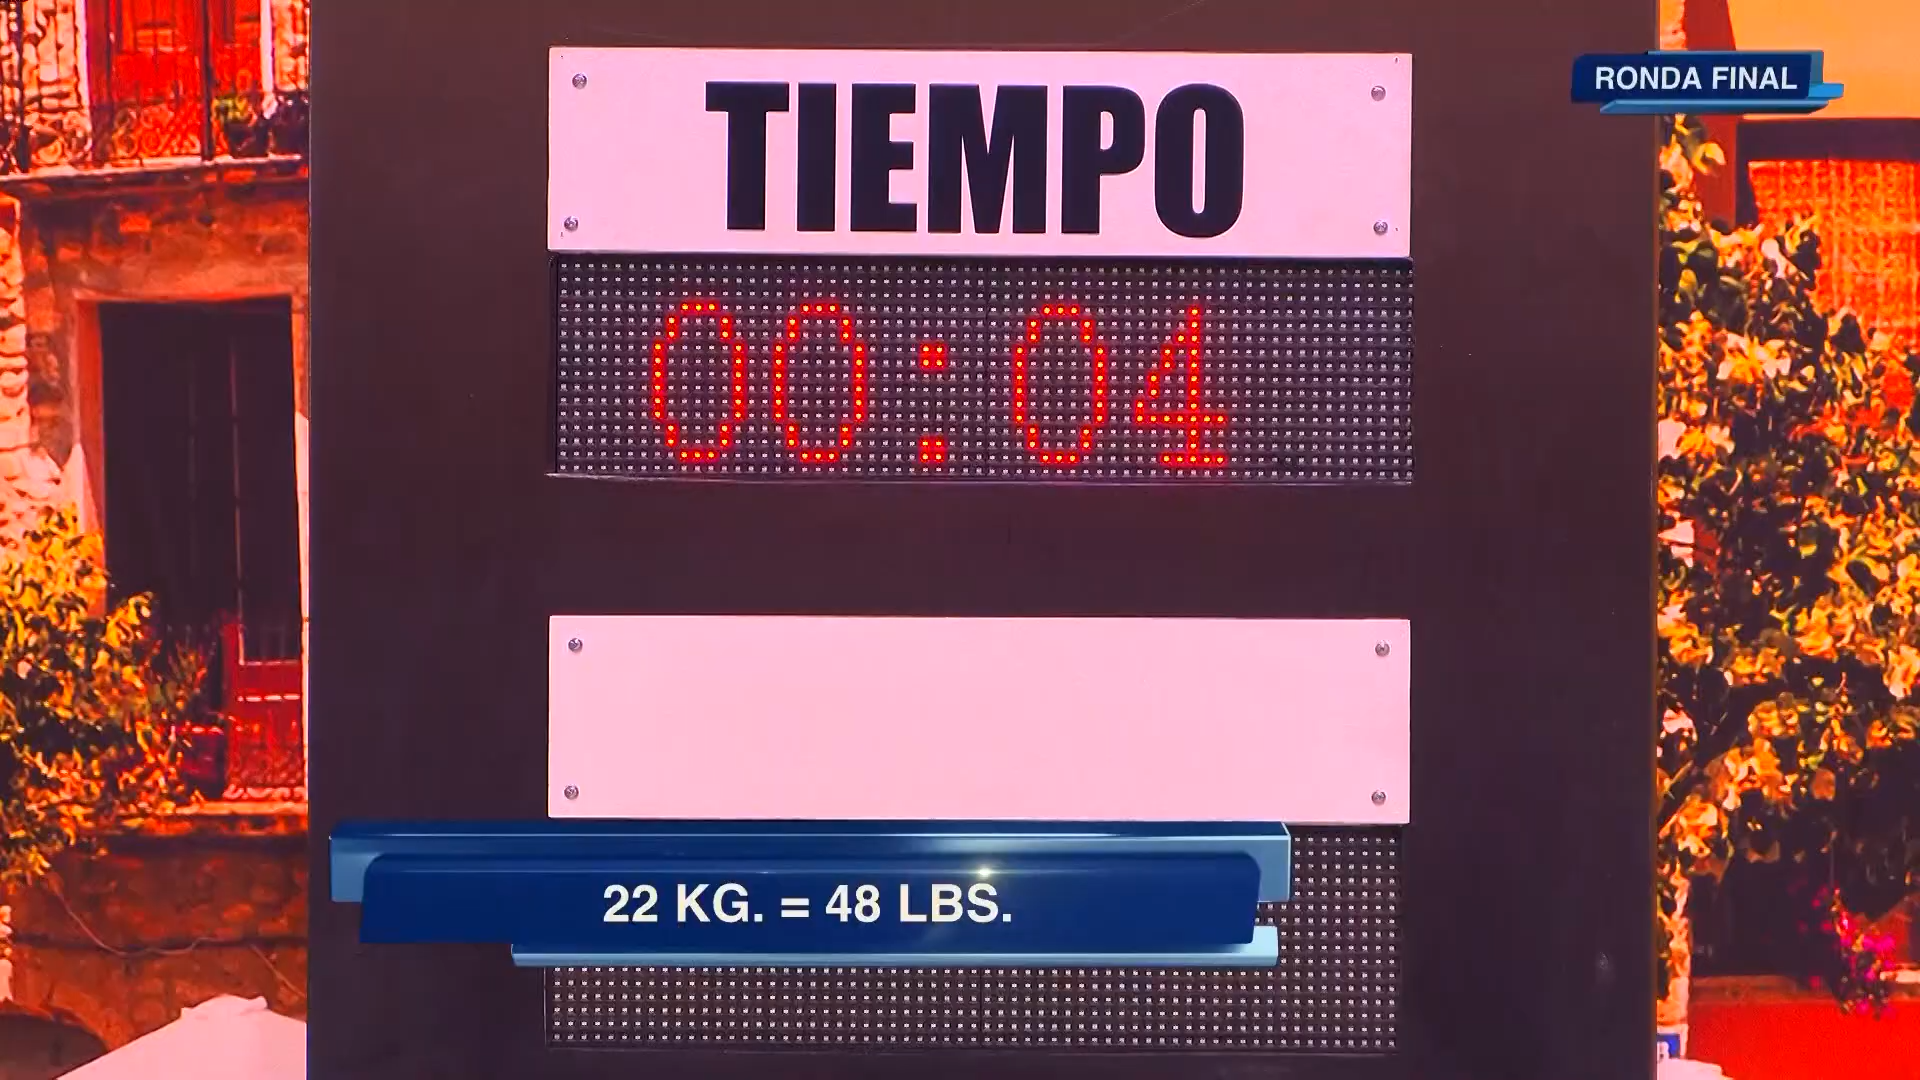 RONDA FINAL
TIEMPO
00:04
22 KG. = 48 LBS.